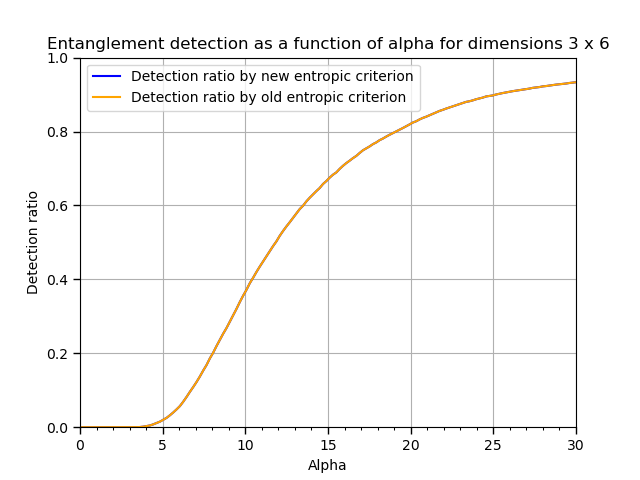 Entanglement detection as a function of alpha for dimensions 3 x 6
1.0
Detection ratio by new entropic criterion
Detection ratio by old entropic criterion
0.8
0.6
0.4
0.2
0.0
Detection ratio
0 5 10 15 20 25 30
Alpha